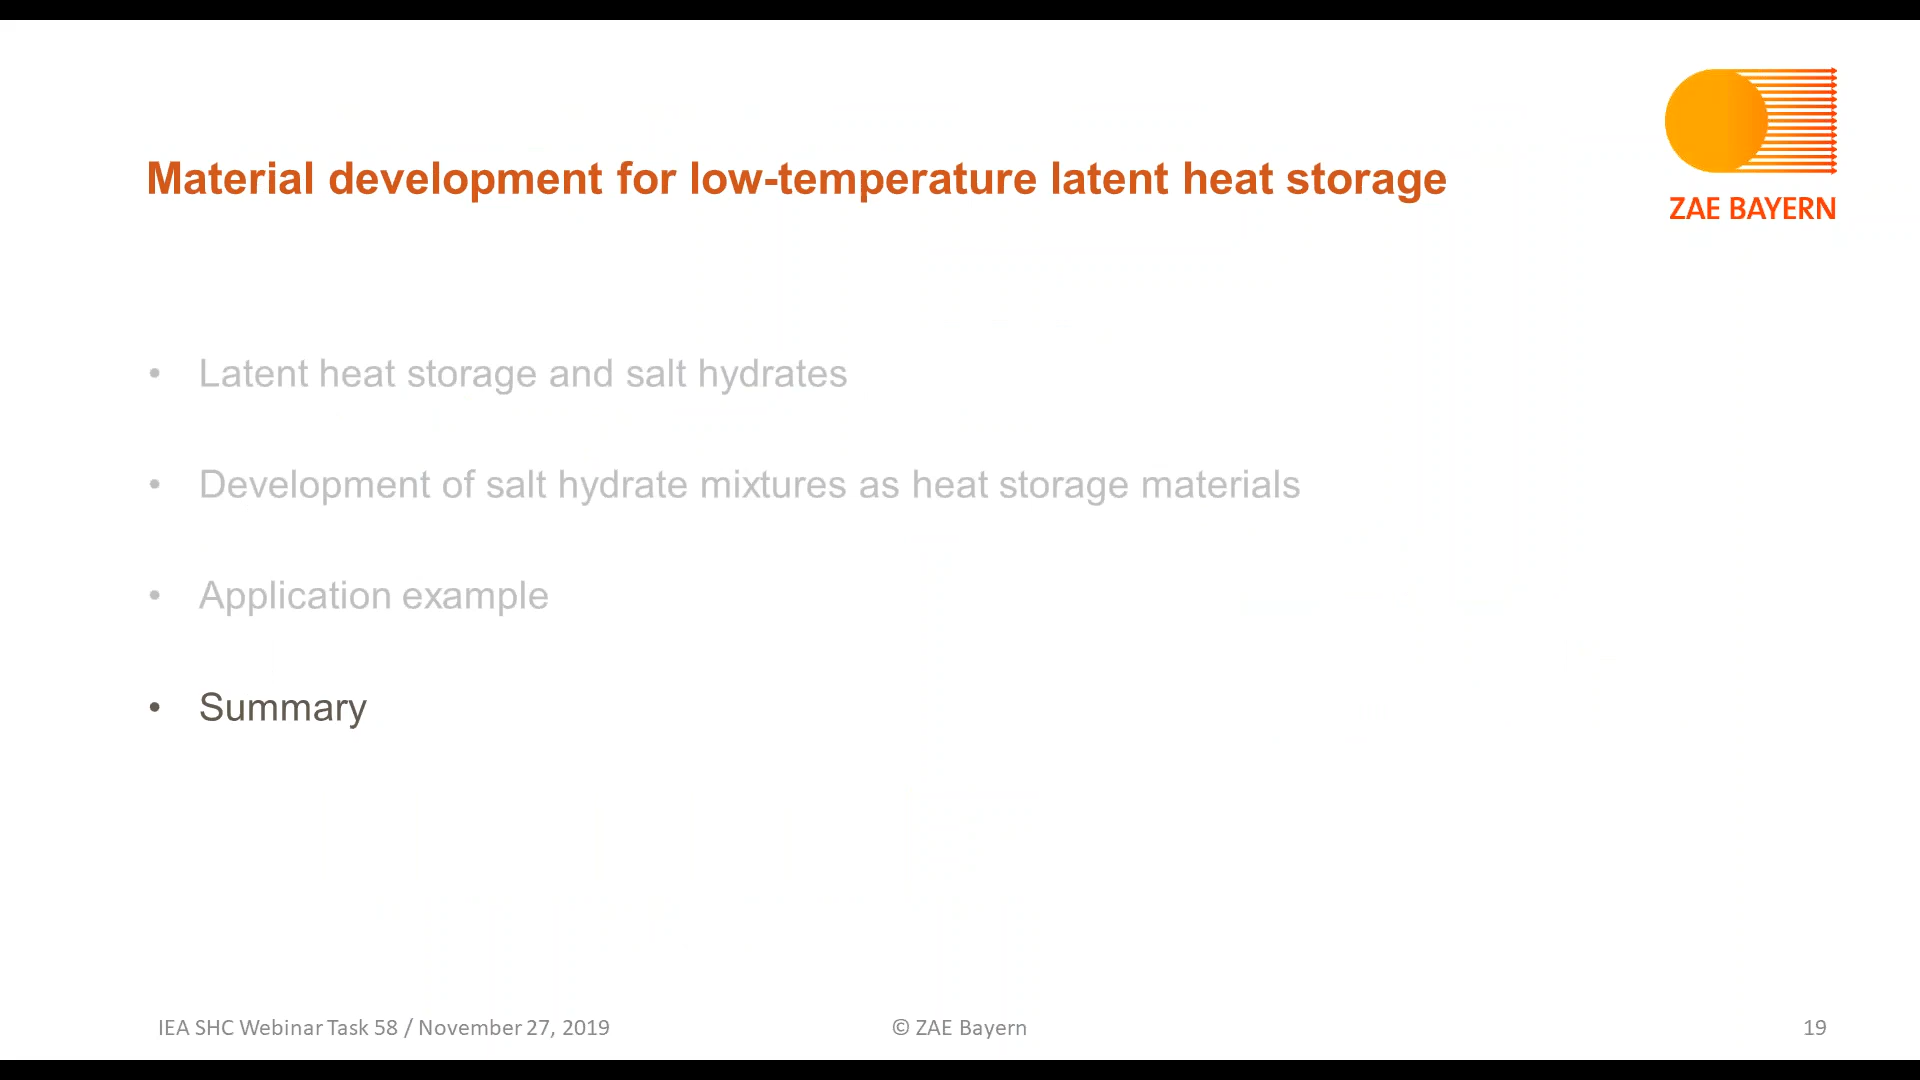 ZAE BAYERN
Material development for low-temperature latent heat storage
• Latent heat storage and salt hydrates
• Development of salt hydrate mixtures as heat storage materials
• Application example
• Summary
IEA SHC Webinar Task 58 / November 27, 2019
© ZAE Bayern
19